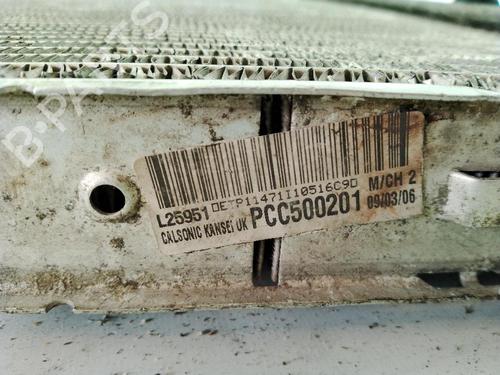 B-PARTS
L25951 DETP11471I10516C9D M/CH 2
CALSONIC KANSEI UK PCC500201 09/03/06